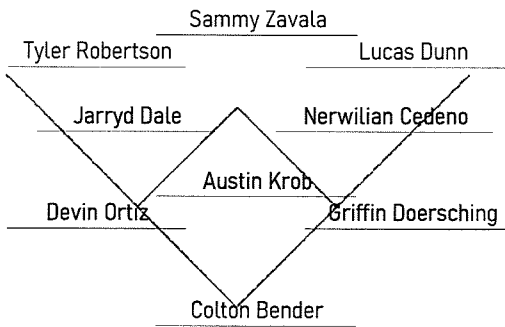 Sammy Zavala
Tyler Robertson
Lucas Dunn
Jarryd Dale
Nerwilian Cedeno
Austin Krob
Devin Ortiz
Griffin Doersching
Colton Bender